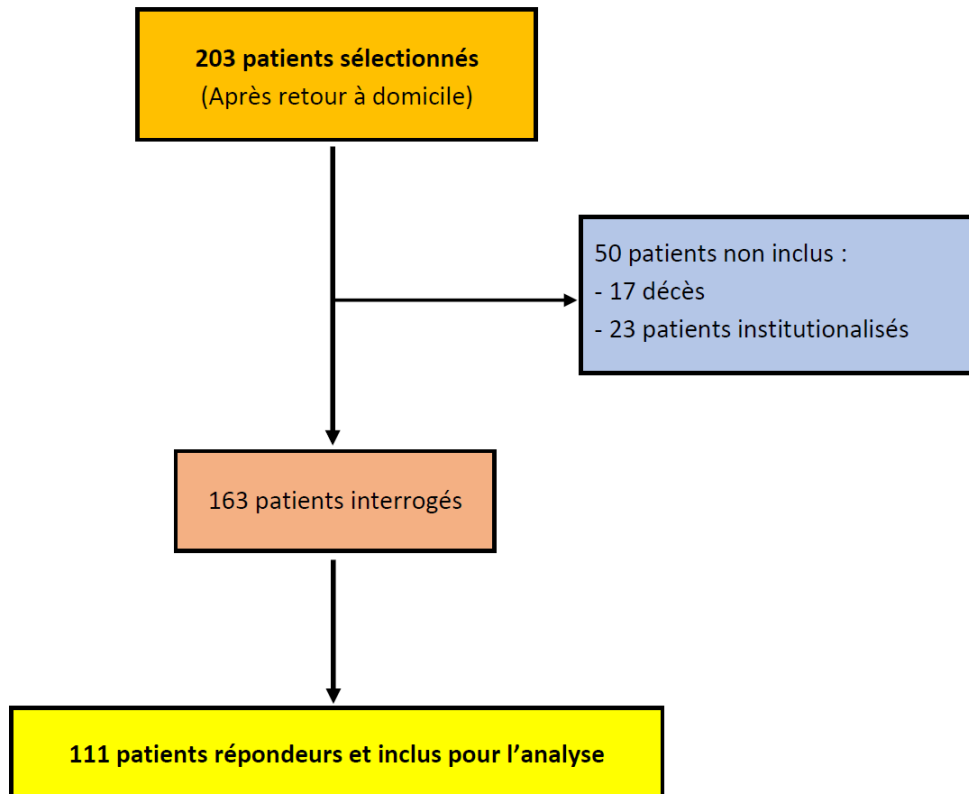 203 patients sélectionnés
(Après retour à domicile)
50 patients non inclus :
- 17 décès
- 23 patients institutionalisés
163 patients interrogés
111 patients répondeurs et inclus pour l’analyse